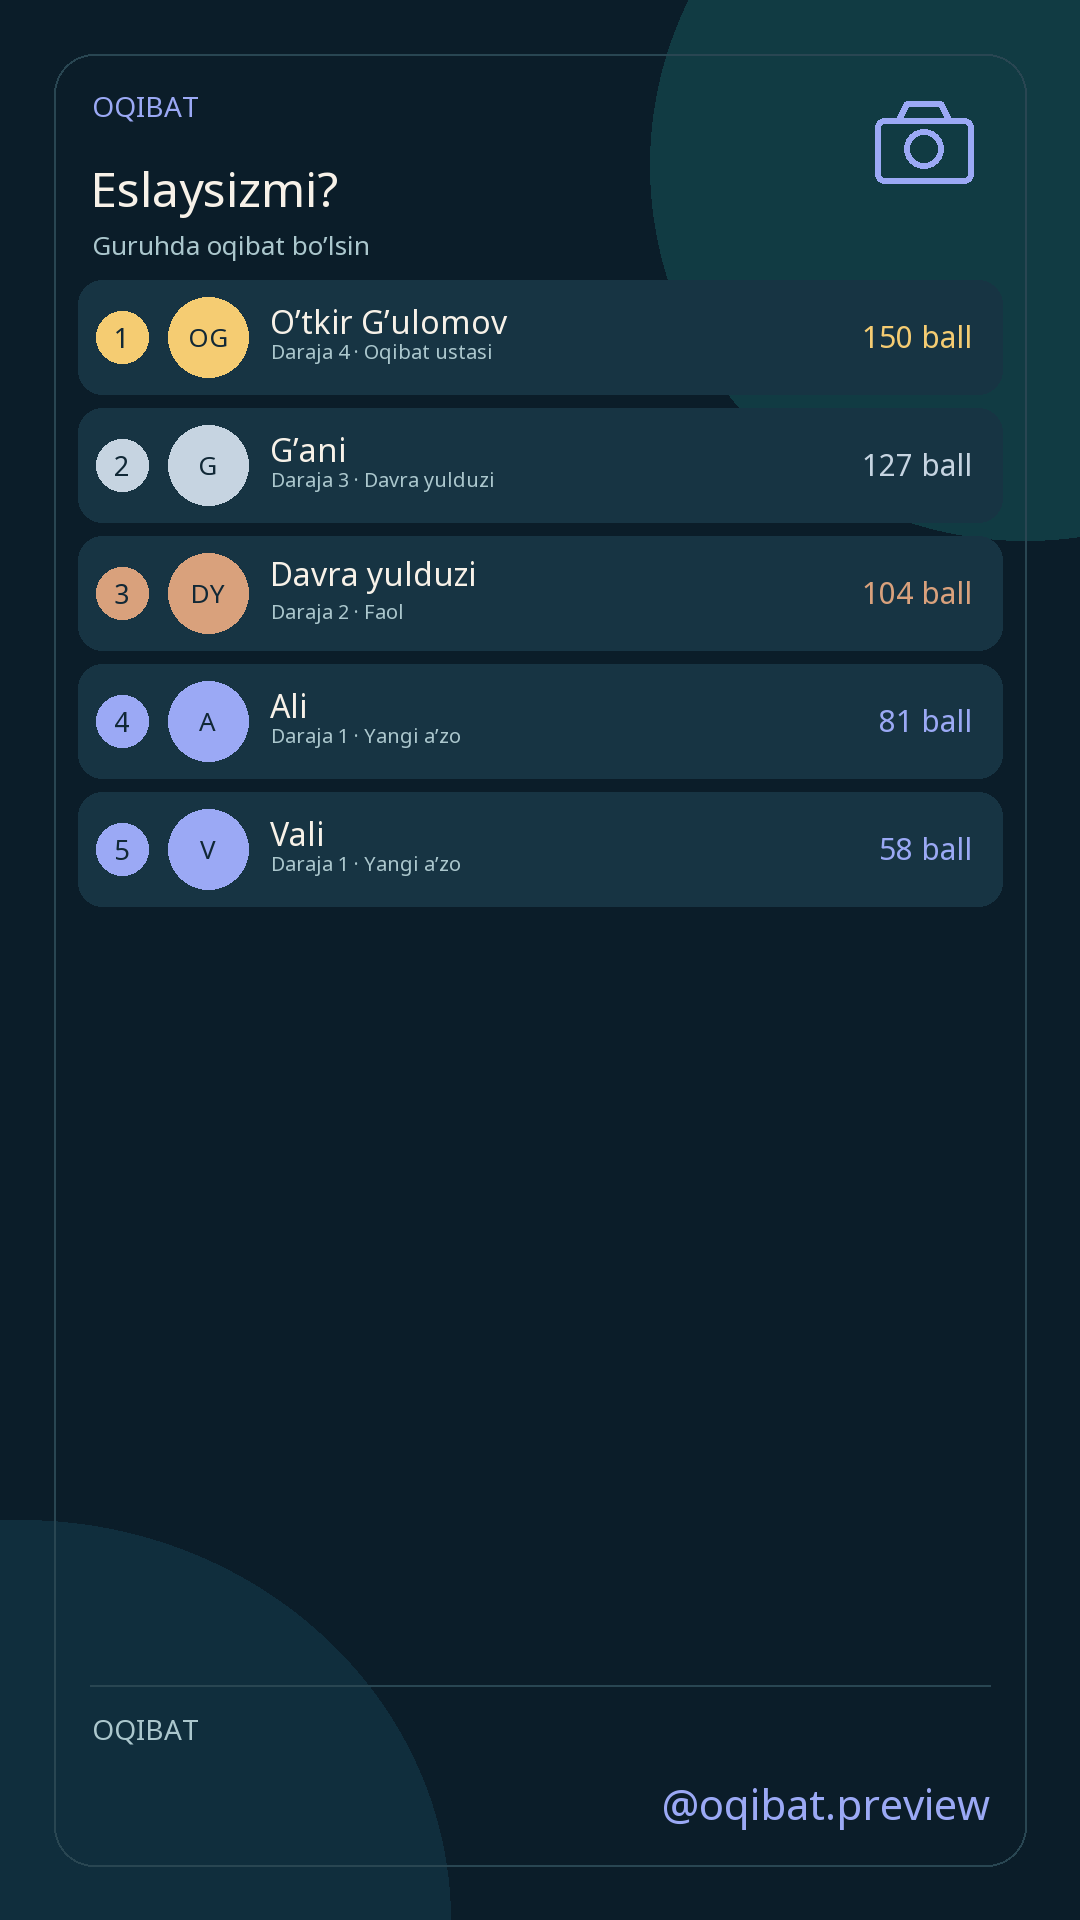 OQIBAT
Eslaysizmi?
Guruhda oqibat bo’lsin
1 OG O’tkir G’ulomov 150 ball
Daraja 4 · Oqibat ustasi
2 G G’ani 127 ball
Daraja 3 · Davra yulduzi
3 DY Davra yulduzi 104 ball
Daraja 2 · Faol
4 A Ali 81 ball
Daraja 1 · Yangi a’zo
5 V Vali 58 ball
Daraja 1 · Yangi a’zo
OQIBAT
@oqibat.preview